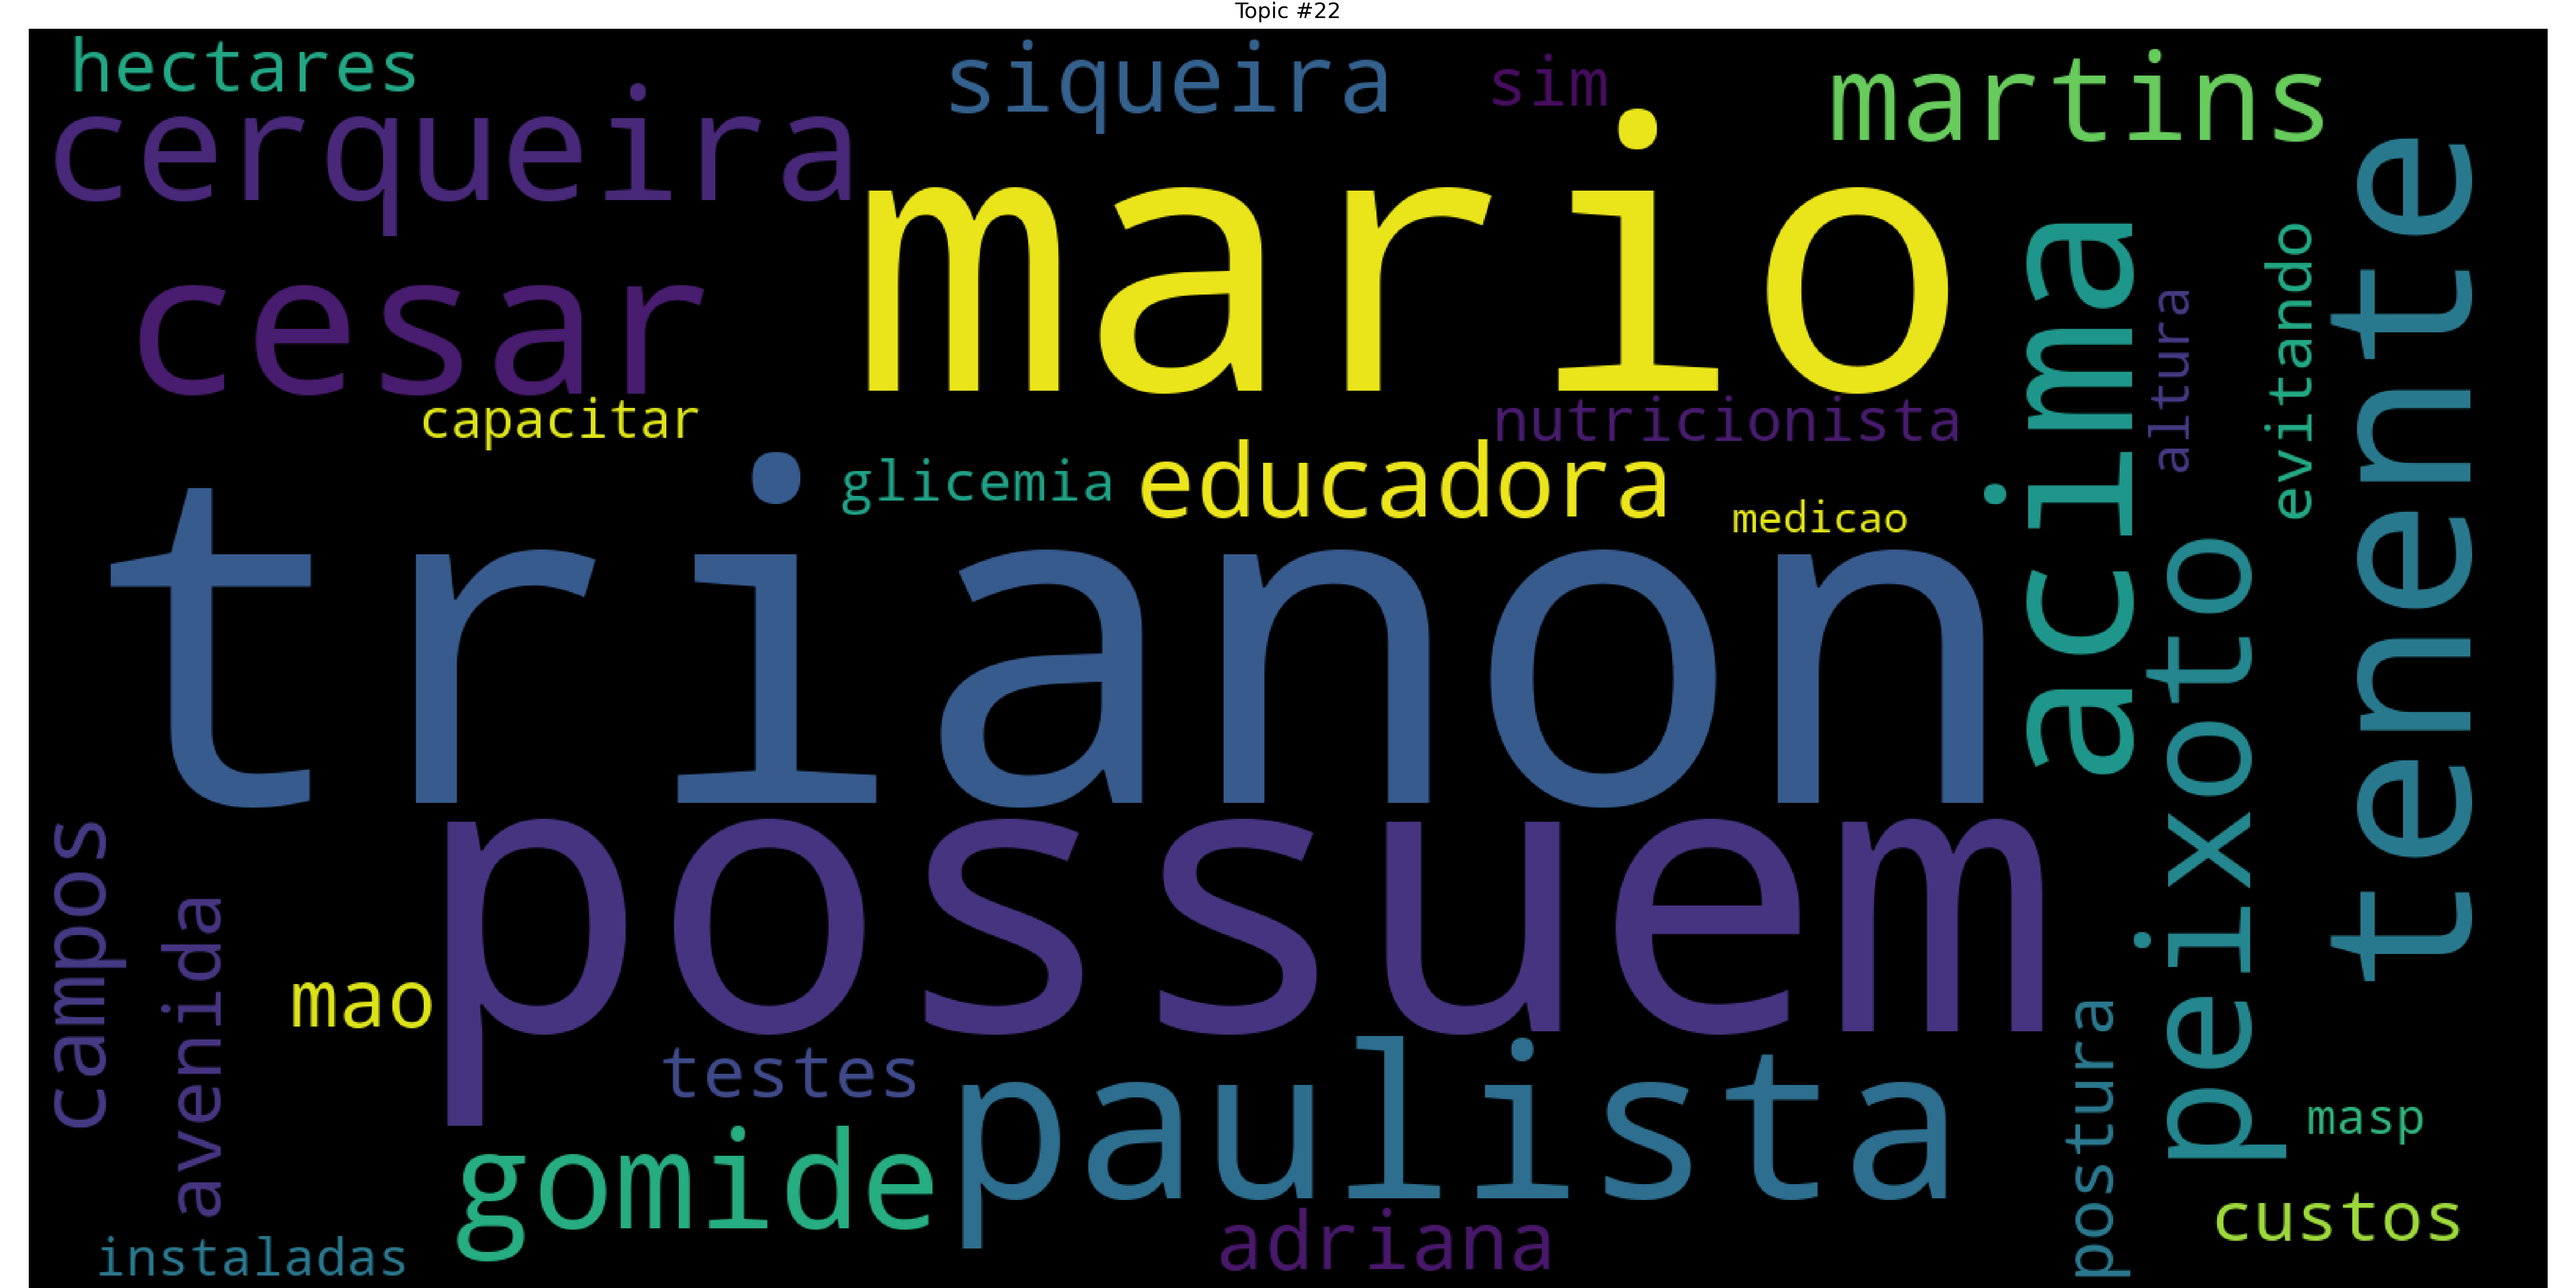 Topic #22
hectares
siqueira
sim
martins
cerqueira
mario
cesar
acima
tenente
altura
evitando
capacitar
nutricionista
glicemia
educadora
medicao
trianon
peixoto
possuem
campos
avenida
mao
testes
paulista
postura
masp
gomide
custos
adriana
instaladas